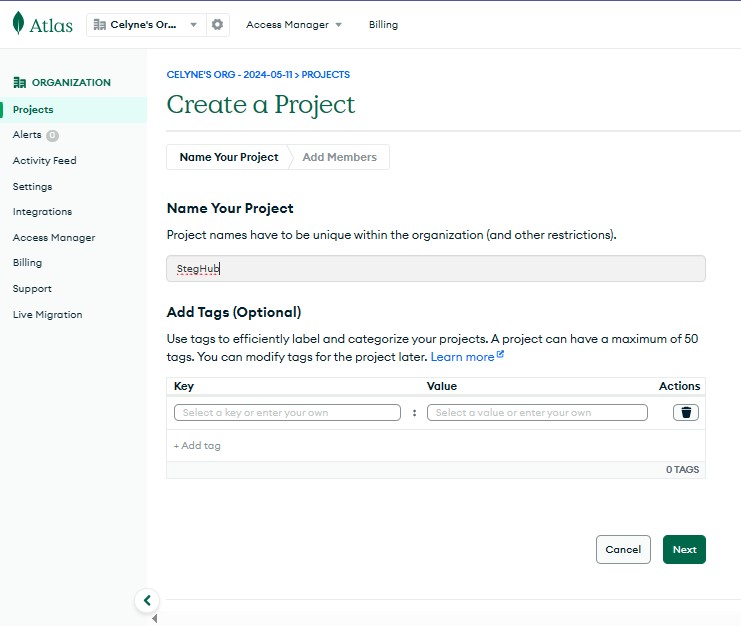 Atlas
Celyne's Or...
Access Manager
Billing
ORGANIZATION
Projects
Alerts 0
Activity Feed
Settings
Integrations
Access Manager
Billing
Support
Live Migration
CELYNE'S ORG - 2024-05-11 > PROJECTS
Create a Project
Name Your Project
Add Members
Name Your Project
Project names have to be unique within the organization (and other restrictions).
StegHub
Add Tags (Optional)
Use tags to efficiently label and categorize your projects. A project can have a maximum of 50
tags. You can modify tags for the project later. Learn more
Key Value Actions
Select a key or enter your own : Select a value or enter your own
+ Add tag
0 TAGS
Cancel
Next